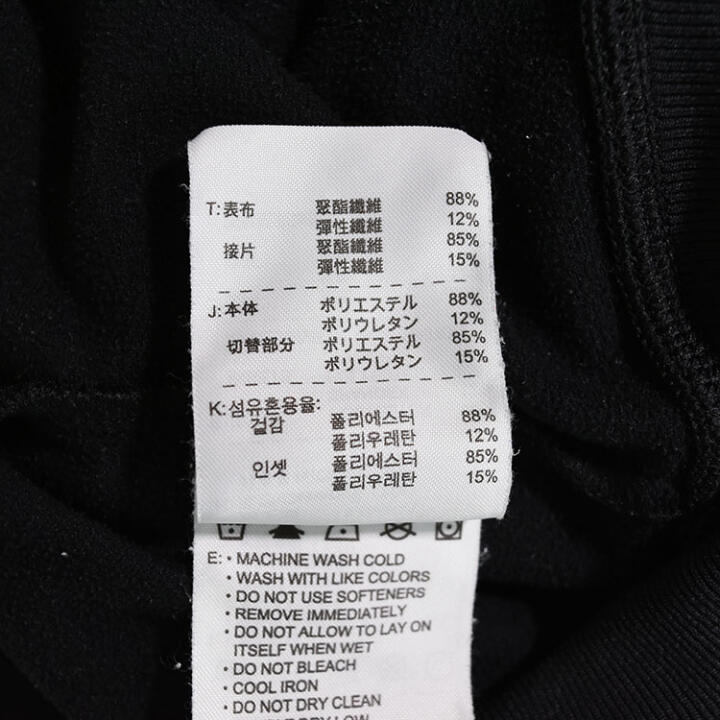 T:表布 聚酯纖維 88%
彈性纖維 12%
接片 聚酯纖維 85%
彈性纖維 15%
J:本体 ポリエステル 88%
ポリウレタン 12%
切替部分 ポリエステル 85%
ポリウレタン 15%
K:섬유혼용율:
겉감 폴리에스터 88%
폴리우레탄 12%
인셋 폴리에스터 85%
폴리우레탄 15%
E: • MACHINE WASH COLD
• WASH WITH LIKE COLORS
• DO NOT USE SOFTENERS
• REMOVE IMMEDIATELY
• DO NOT ALLOW TO LAY ON
ITSELF WHEN WET
• DO NOT BLEACH
• COOL IRON
• DO NOT DRY CLEAN